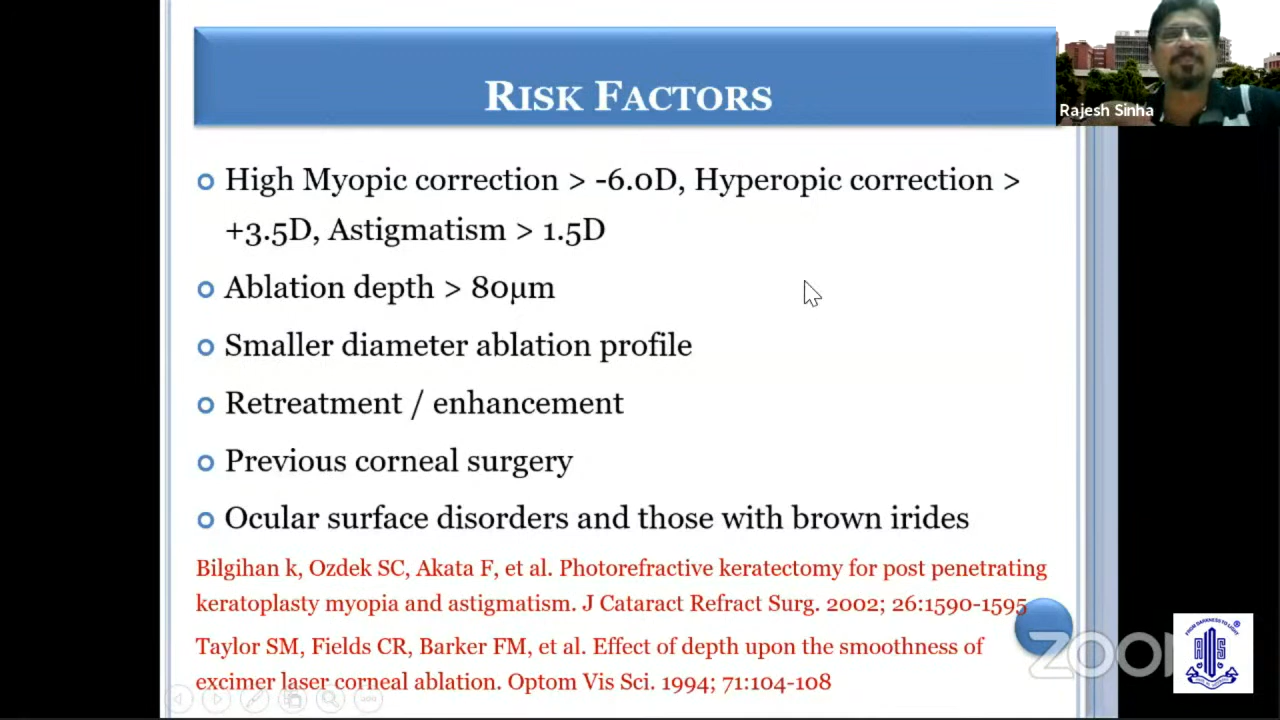 RISK FACTORS
Rajesh Sinha
High Myopic correction > -6.0D, Hyperopic correction >
+3.5D, Astigmatism > 1.5D
Ablation depth > 80µm
Smaller diameter ablation profile
Retreatment / enhancement
Previous corneal surgery
Ocular surface disorders and those with brown irides
Bilgihan k, Ozdek SC, Akata F, et al. Photorefractive keratectomy for post penetrating
keratoplasty myopia and astigmatism. J Cataract Refract Surg. 2002; 26:1590-1595
Taylor SM, Fields CR, Barker FM, et al. Effect of depth upon the smoothness of
excimer laser corneal ablation. Optom Vis Sci. 1994; 71:104-108
ZOOM
FROM DARKNESS TO LIGHT